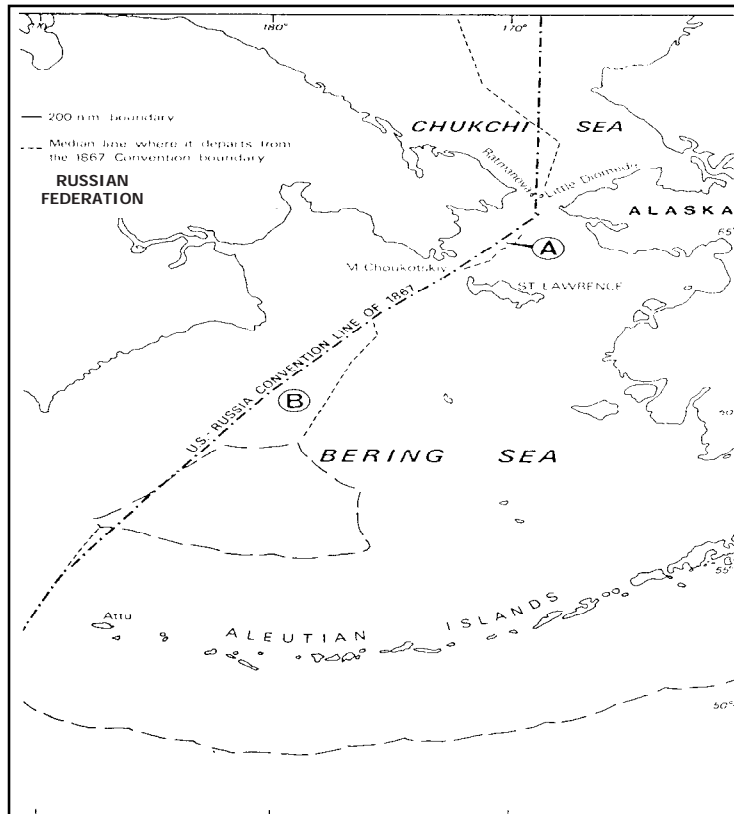 180°
170°
200 n.m. boundary
Median line where it departs from
the 1867 Convention boundary
RUSSIAN
FEDERATION
CHUKCHI SEA
Ratmanova
Little Diomede
ALASKA
65°
A
M. Choukotskiy
ST LAWRENCE
U.S.-RUSSIA CONVENTION LINE OF 1867
B
BERING SEA
55°
Attu
ALEUTIAN ISLANDS
50°